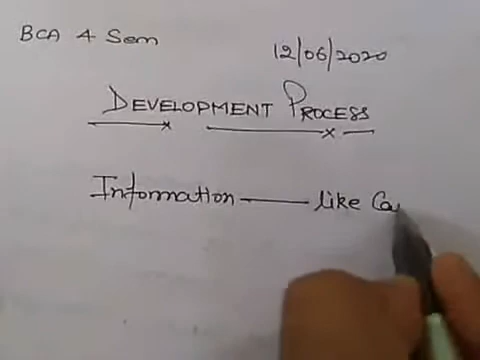 BCA 4 Sem
12/06/2020
DEVELOPMENT PROCESS
Information —— like